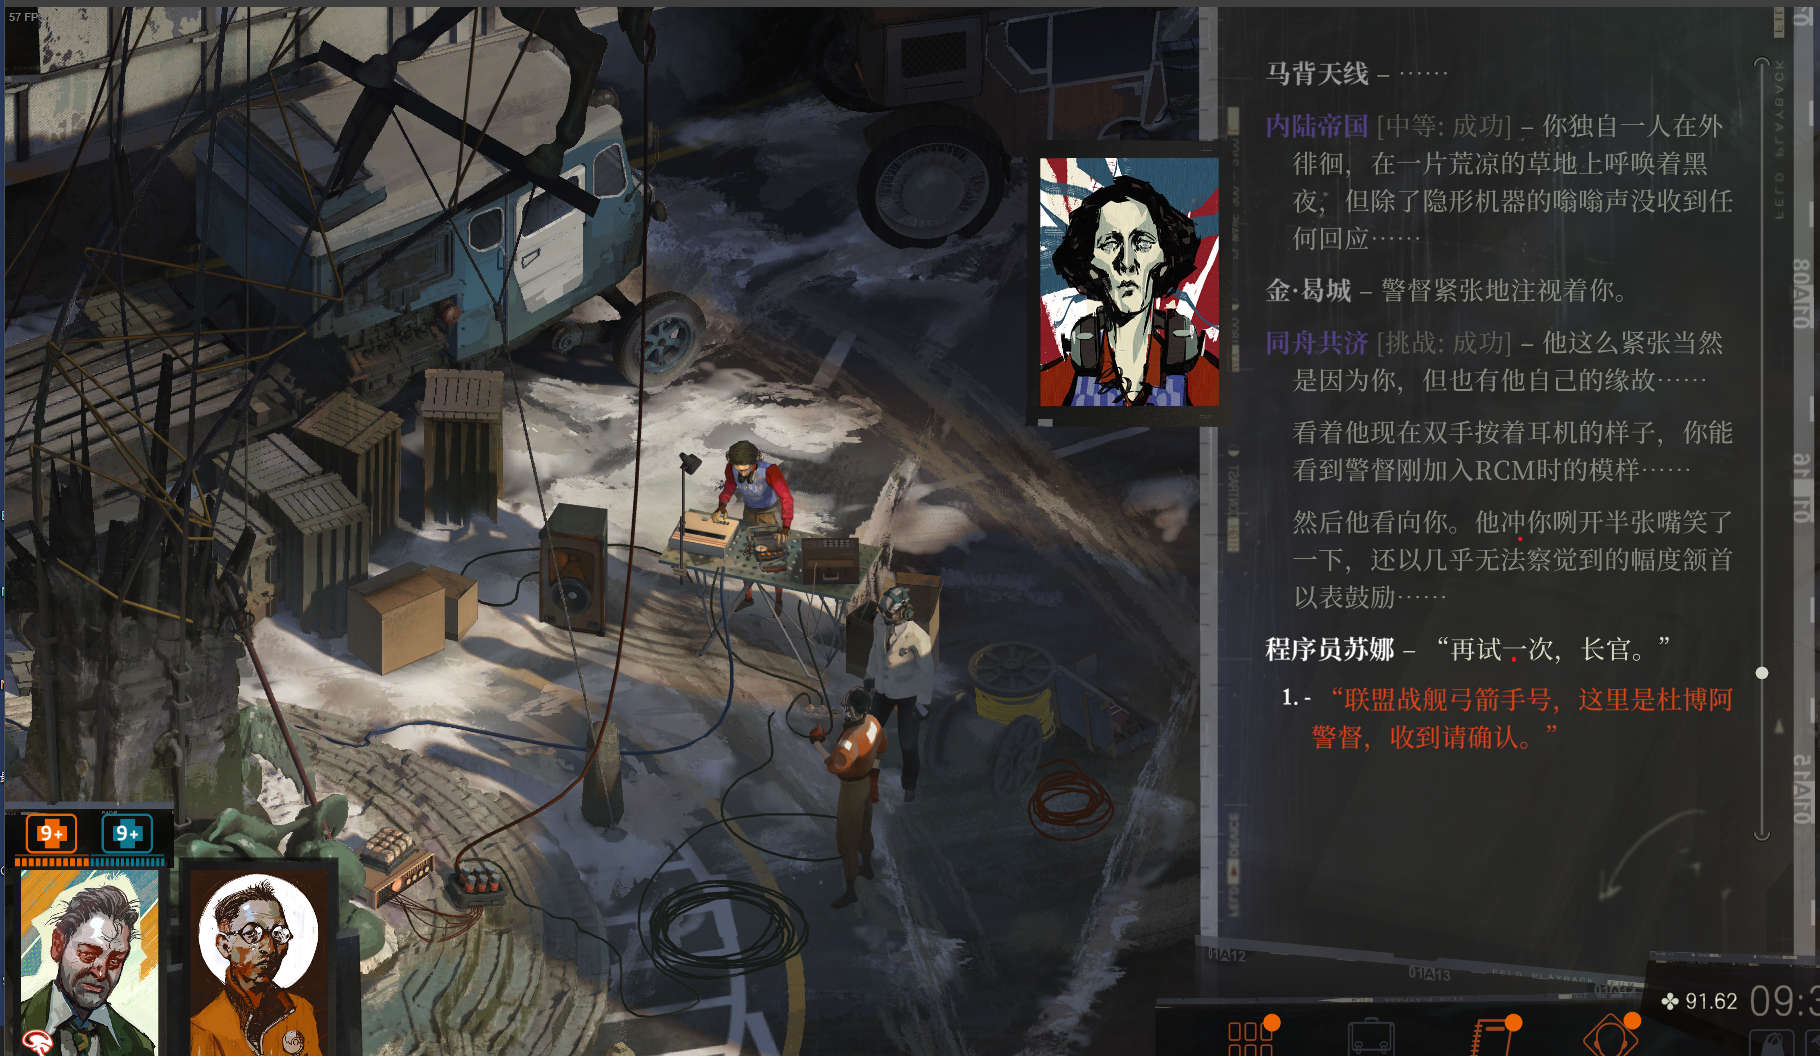 57 FPS
马背天线 – ……
内陆帝国 [中等: 成功] – 你独自一人在外
徘徊，在一片荒凉的草地上呼唤着黑
夜，但除了隐形机器的嗡嗡声没收到任
何回应……
金·曷城 – 警督紧张地注视着你。
同舟共济 [挑战: 成功] – 他这么紧张当然
是因为你，但也有他自己的缘故……
看着他现在双手按着耳机的样子，你能
看到警督刚加入RCM时的模样……
然后他看向你。他冲你咧开半张嘴笑了
一下，还以几乎无法察觉到的幅度颔首
以表鼓励……
程序员苏娜 – “再试一次，长官。”
1. - “联盟战舰弓箭手号，这里是杜博阿
警督，收到请确认。”
9+
9+
01A12
01A13
FELD PLAYBACK
91.62
09:3